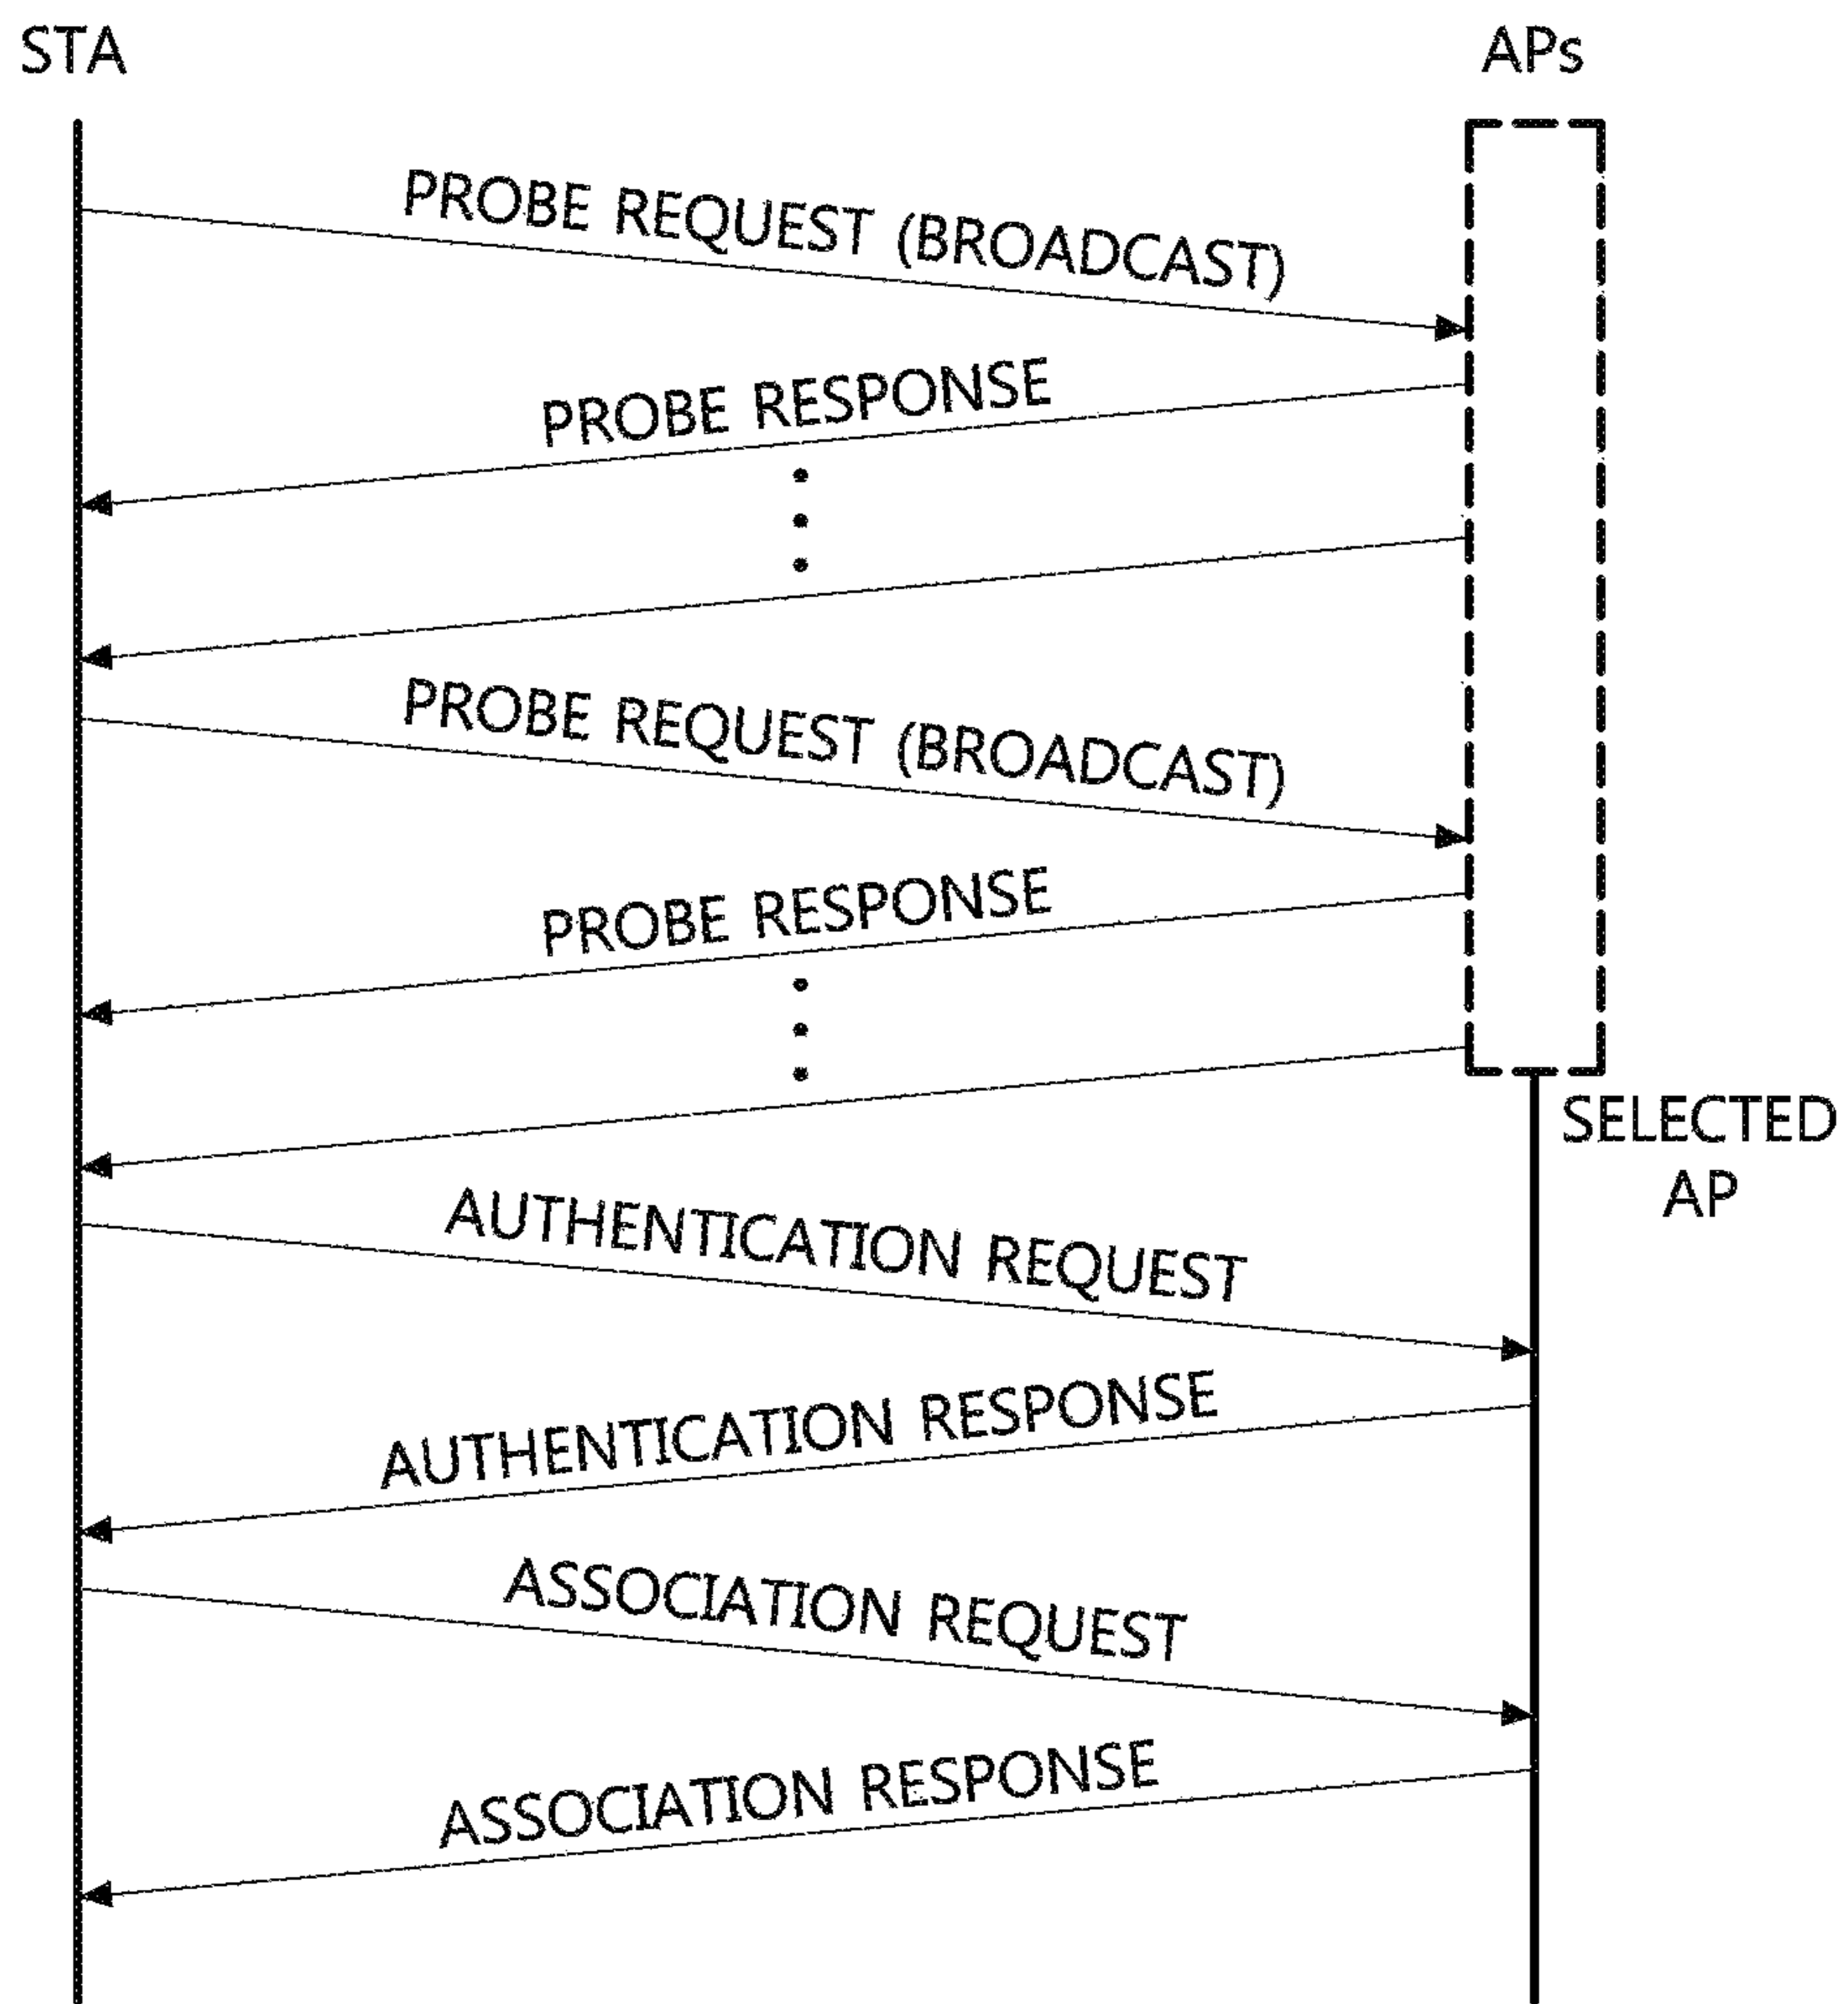 STA
APs
PROBE REQUEST (BROADCAST)
PROBE RESPONSE
PROBE REQUEST (BROADCAST)
PROBE RESPONSE
SELECTED
AP
AUTHENTICATION REQUEST
AUTHENTICATION RESPONSE
ASSOCIATION REQUEST
ASSOCIATION RESPONSE